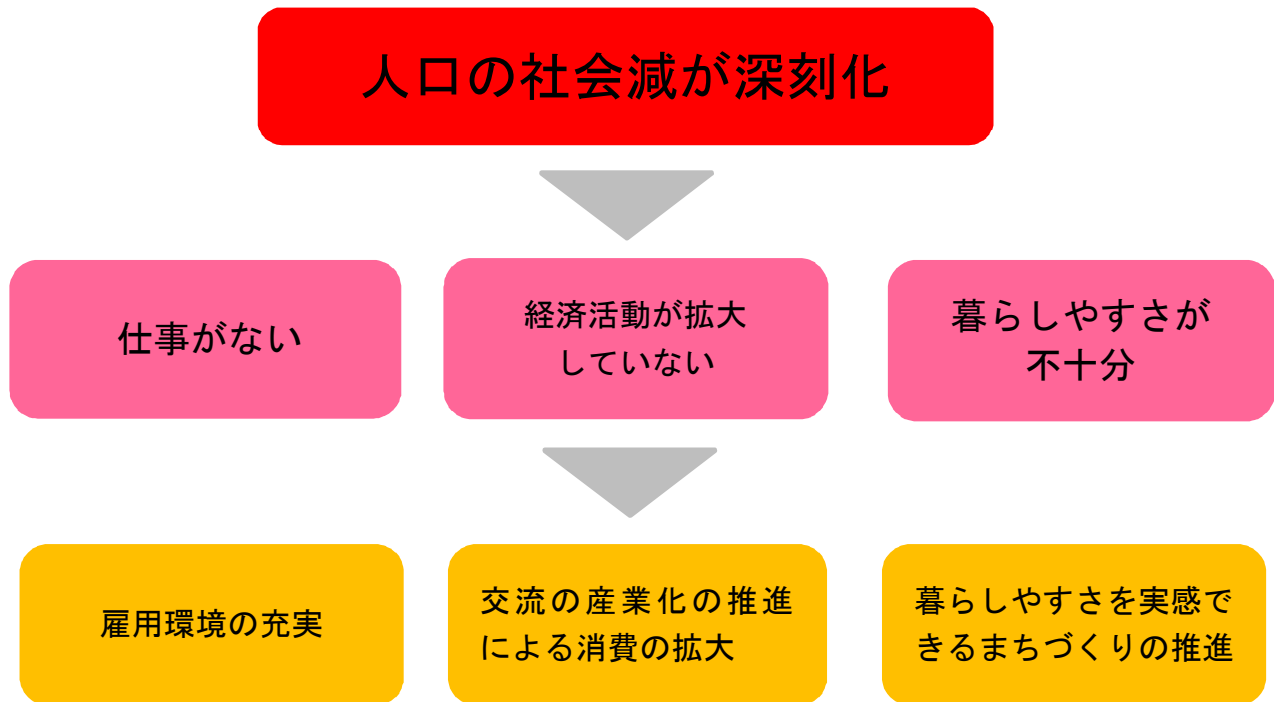 人口の社会減が深刻化
仕事がない
経済活動が拡大
していない
暮らしやすさが
不十分
雇用環境の充実
交流の産業化の推進
による消費の拡大
暮らしやすさを実感で
きるまちづくりの推進